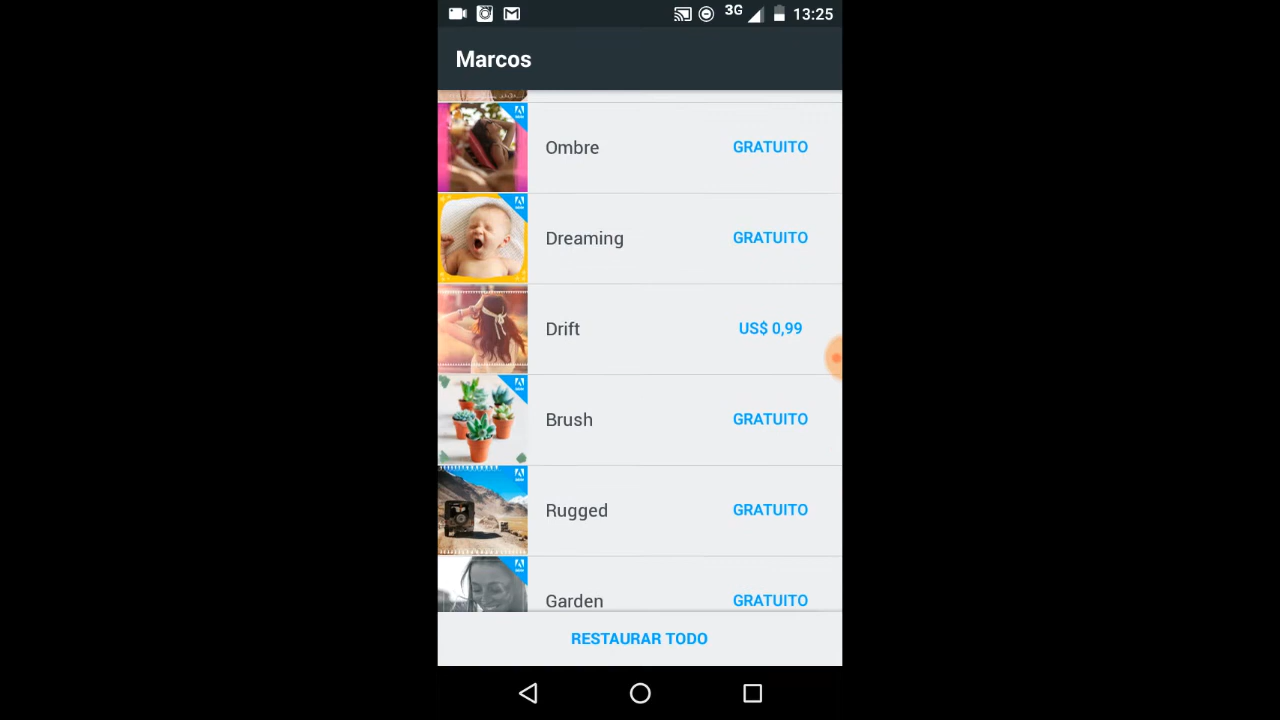 3G 13:25
Marcos
Ombre GRATUITO
Dreaming GRATUITO
Drift US$ 0,99
Brush GRATUITO
Rugged GRATUITO
Garden GRATUITO
RESTAURAR TODO